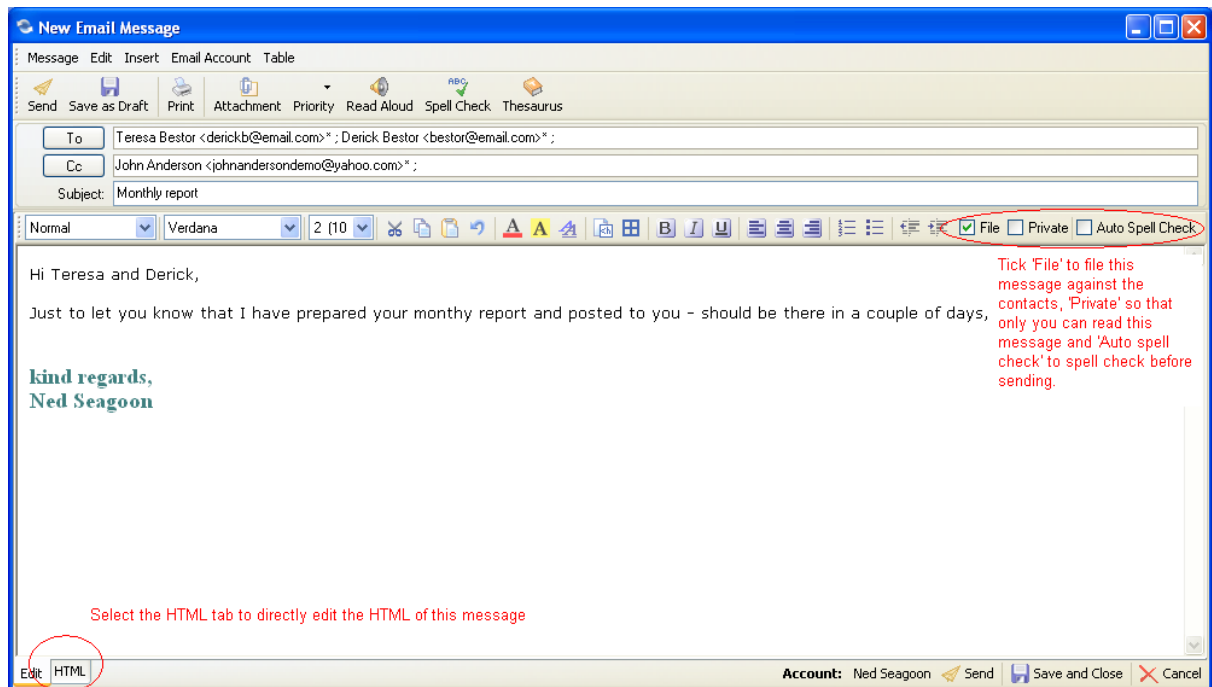 New Email Message
Message Edit Insert Email Account Table
Send Save as Draft Print Attachment Priority Read Aloud Spell Check Thesaurus
To Teresa Bestor <derickb@email.com>* ; Derick Bestor <bestor@email.com>* ;
Cc John Anderson <johnandersondemo@yahoo.com>* ;
Subject: Monthly report
Normal Verdana 2 (10 A A B I U File Private Auto Spell Check
Hi Teresa and Derick,
Just to let you know that I have prepared your monthy report and posted to you - should be there in a couple of days,
kind regards,
Ned Seagoon
Tick 'File' to file this
message against the
contacts, 'Private' so that
only you can read this
message and 'Auto spell
check' to spell check before
sending.
Select the HTML tab to directly edit the HTML of this message
Edit HTML Account: Ned Seagoon Send Save and Close Cancel